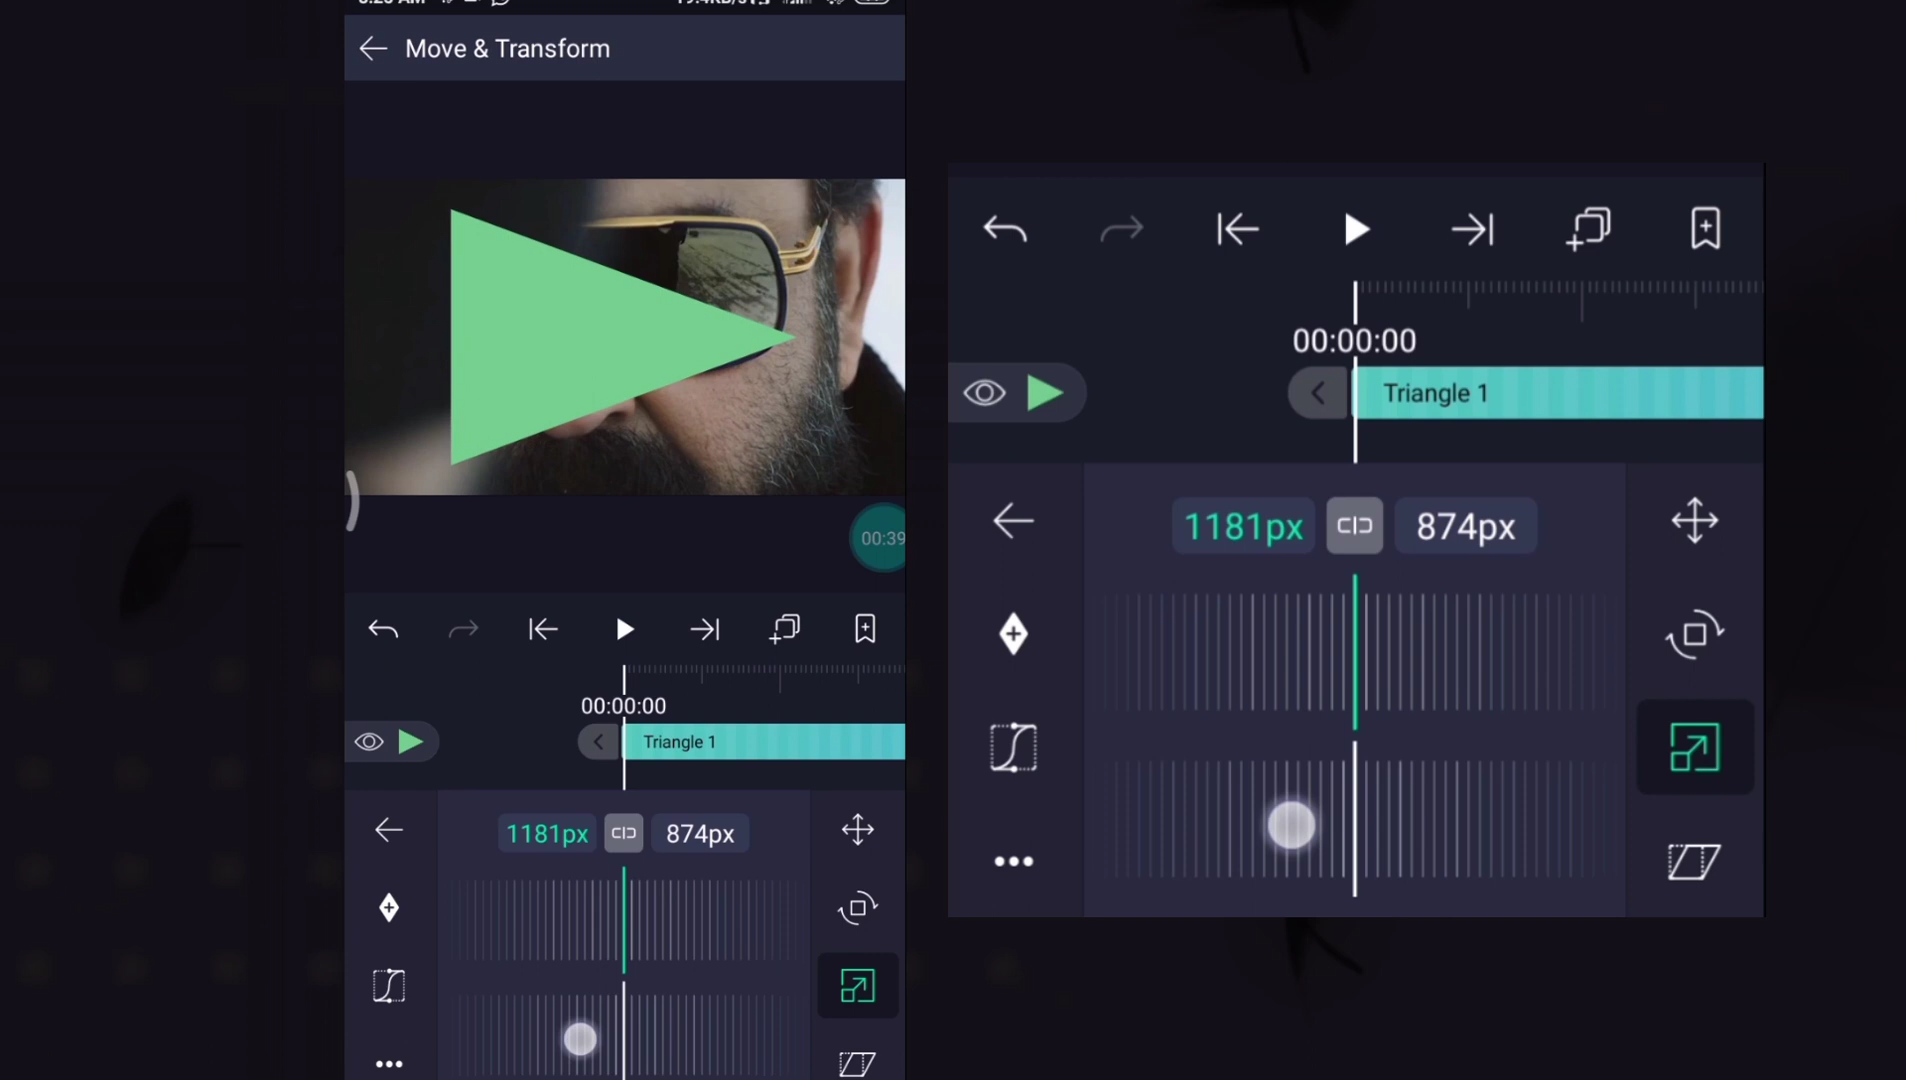 Move & Transform
00:39
00:00:00
Triangle 1
1181px
874px
00:00:00
Triangle 1
1181px
874px